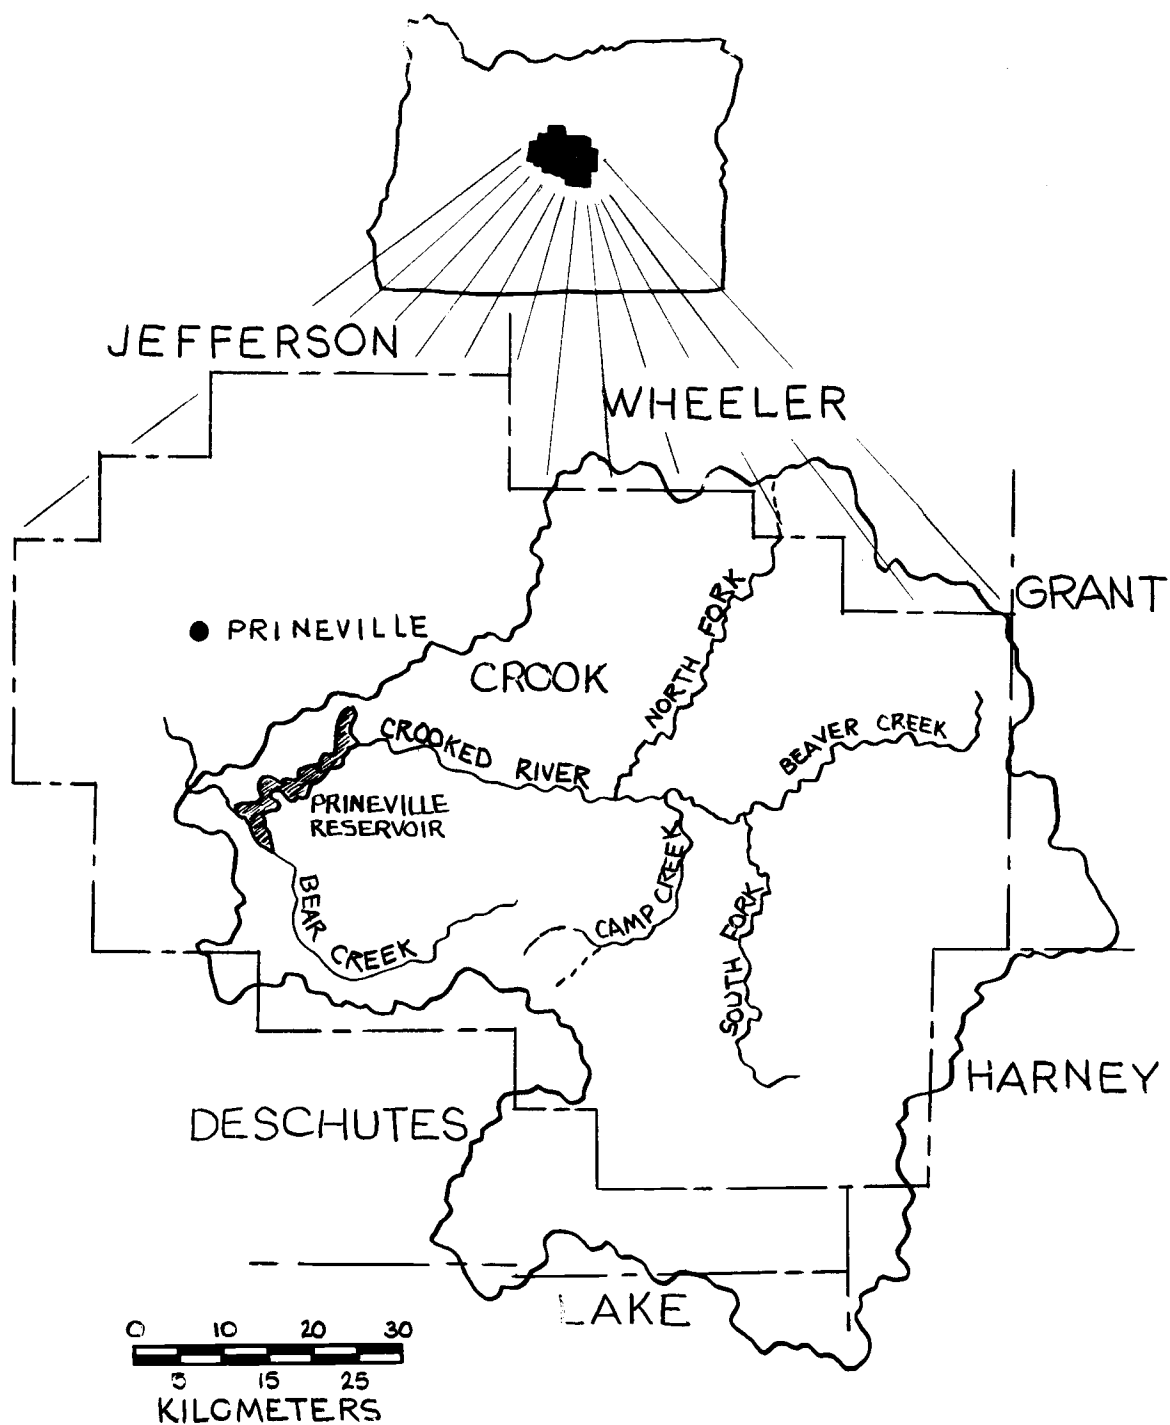 JEFFERSON
WHEELER
GRANT
PRINEVILLE
CROOK
NORTH FORK
CROOKED RIVER
BEAVER CREEK
PRINEVILLE
RESERVOIR
CAMP CREEK
BEAR CREEK
SOUTH FORK
HARNEY
DESCHUTES
LAKE
0 10 20 30
5 15 25
KILOMETERS